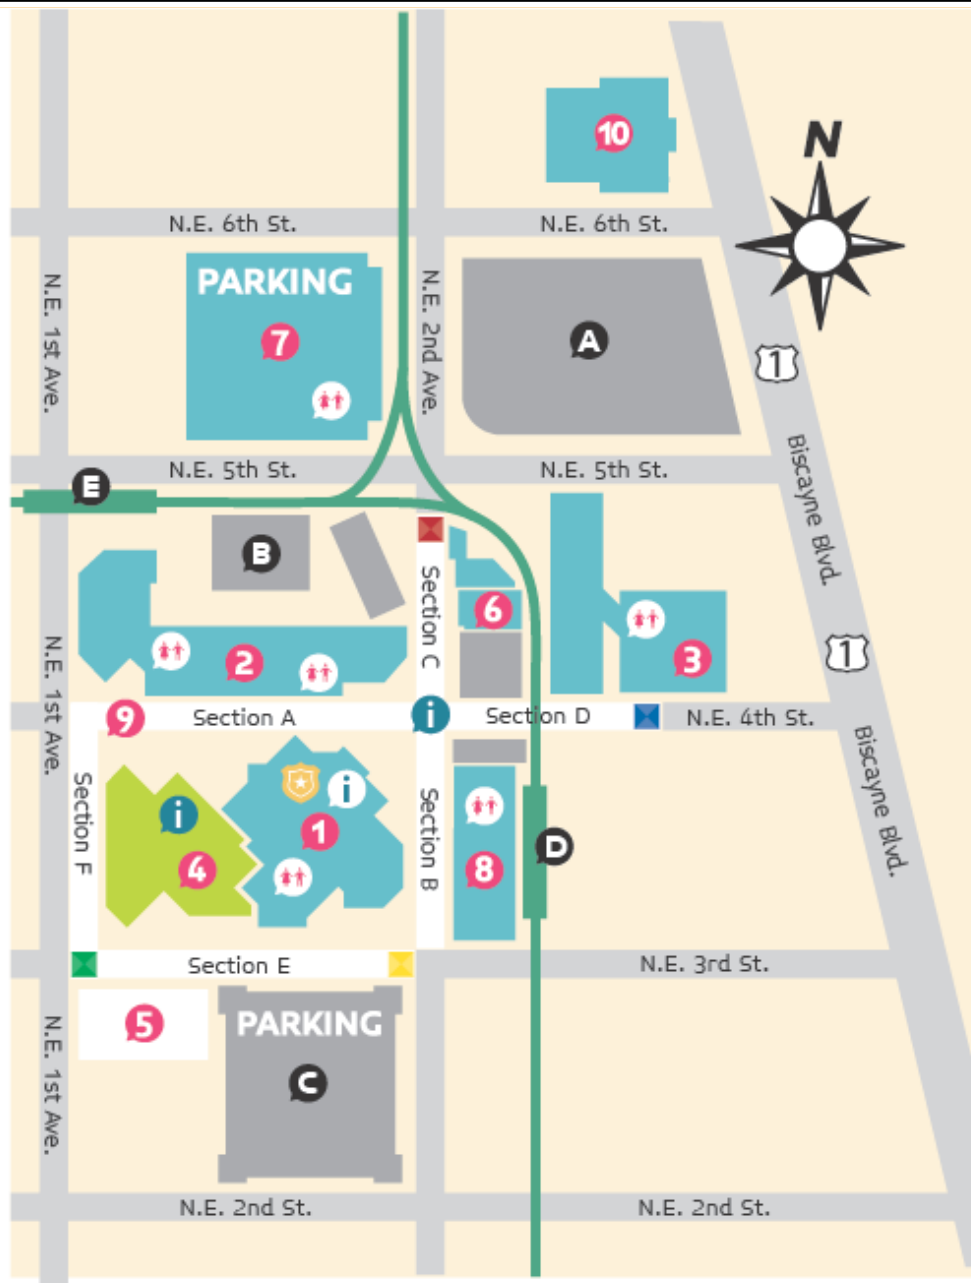 10
N
N.E. 6th St.
N.E. 6th St.
PARKING
7
N.E. 1st Ave.
N.E. 2nd Ave.
A
1
N.E. 5th St.
N.E. 5th St.
E
Biscayne Blvd.
B
Section C
6
i
2
3
1
N.E. 1st Ave.
9
Section A
i
Section D
N.E. 4th St.
Section F
i
4
1
Section B
8
D
Biscayne Blvd.
Section E
N.E. 3rd St.
5
PARKING
C
N.E. 1st Ave.
N.E. 2nd St.
N.E. 2nd St.